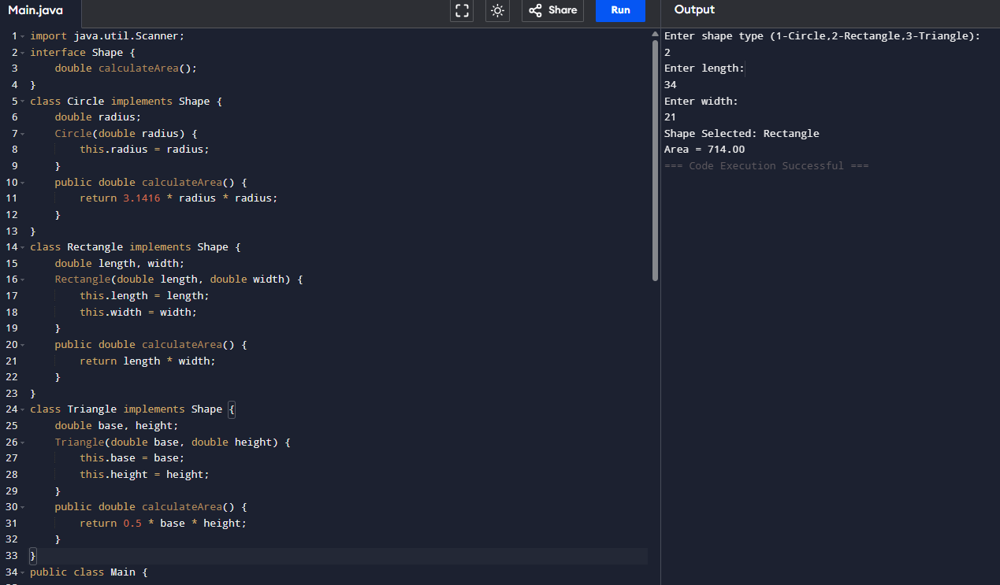 Main.java
Share
Run
Output
1 import java.util.Scanner;
2 interface Shape {
3     double calculateArea();
4 }
5 class Circle implements Shape {
6     double radius;
7     Circle(double radius) {
8         this.radius = radius;
9     }
10     public double calculateArea() {
11         return 3.1416 * radius * radius;
12     }
13 }
14 class Rectangle implements Shape {
15     double length, width;
16     Rectangle(double length, double width) {
17         this.length = length;
18         this.width = width;
19     }
20     public double calculateArea() {
21         return length * width;
22     }
23 }
24 class Triangle implements Shape {
25     double base, height;
26     Triangle(double base, double height) {
27         this.base = base;
28         this.height = height;
29     }
30     public double calculateArea() {
31         return 0.5 * base * height;
32     }
33 }
34 public class Main {
Enter shape type (1-Circle,2-Rectangle,3-Triangle):
2
Enter length:
34
Enter width:
21
Shape Selected: Rectangle
Area = 714.00
=== Code Execution Successful ===